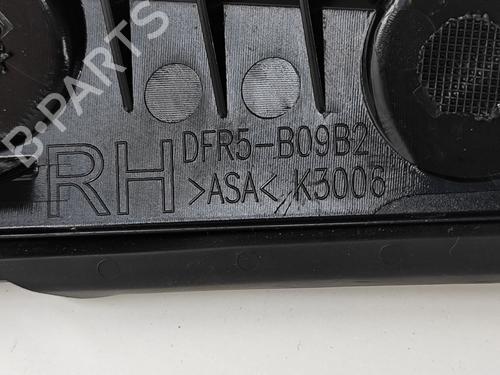 B-PARTS
RH DFR5-B09B2
>ASA< K3006